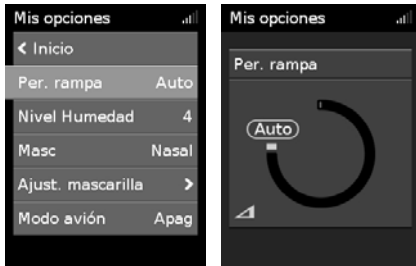 Mis opciones
Inicio
Per. rampa Auto
Nivel Humedad 4
Masc Nasal
Ajust. mascarilla
Modo avión Apag
Mis opciones
Per. rampa
Auto